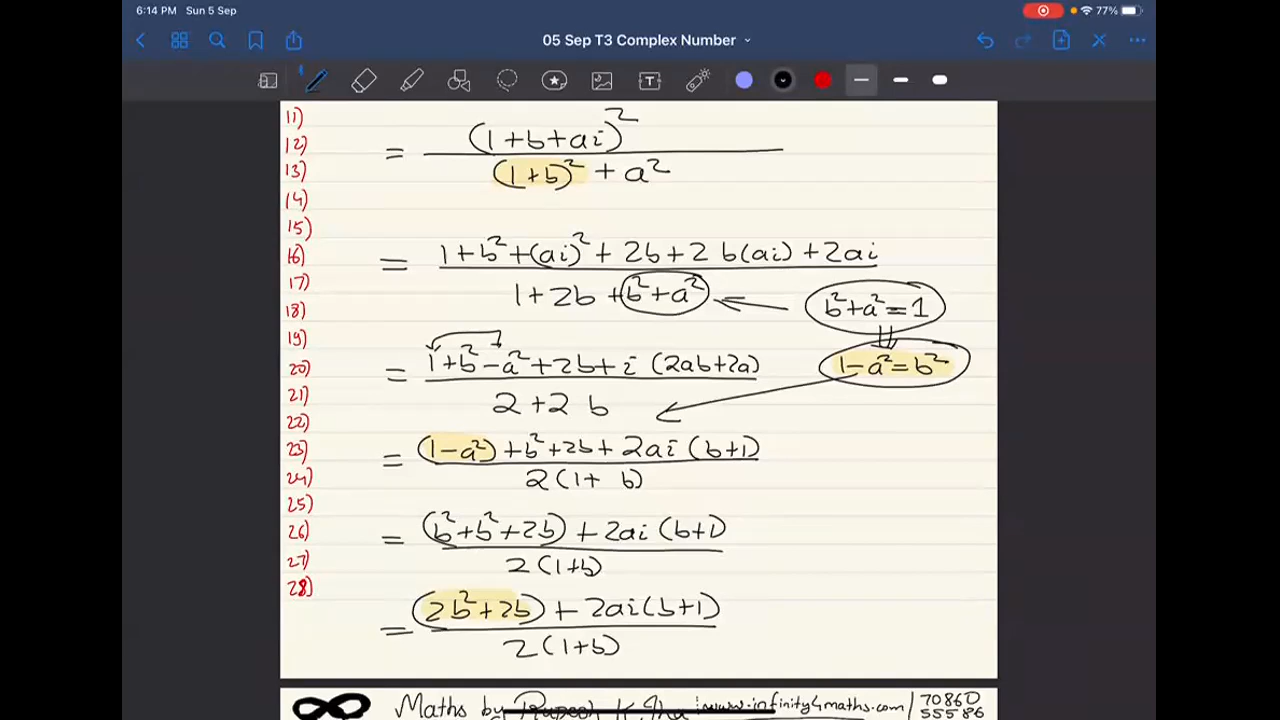 6:14 PM Sun 5 Sep 77%
05 Sep T3 Complex Number
11)
12) = (1+b+ai)²
13) (1+b)² + a²
14)
15)
16) = 1+b²+(ai)²+2b+2b(ai)+2ai
17) 1+2b+b²+a²
18) b²+a²=1
19)
20) = 1+b²-a²+2b+i(2ab+2a) 1-a²=b²
21) 2+2b
22)
23) = (1-a²)+b²+2b+2ai(b+1)
24) 2(1+b)
25)
26) = (b²+b²+2b)+2ai(b+1)
27) 2(1+b)
28)
= (2b²+2b)+2ai(b+1)
2(1+b)
∞ Maths by www.infinity4maths.com/ 70860
55586